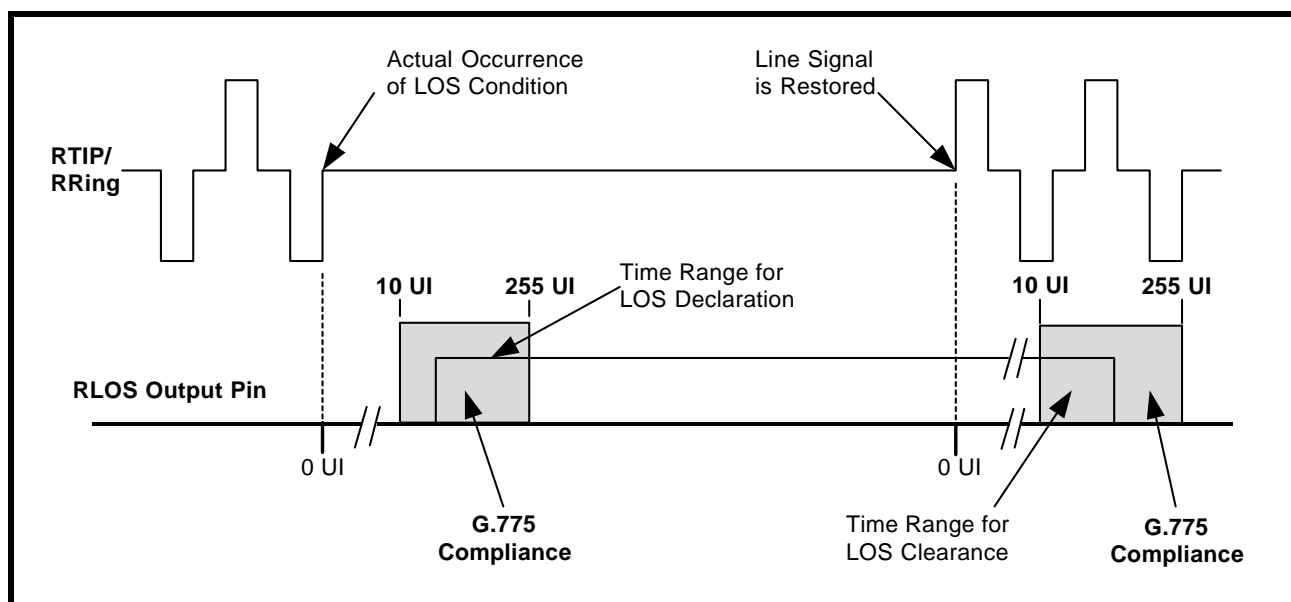 Actual Occurrence
of LOS Condition
Line Signal
is Restored
RTIP/
RRing
Time Range for
LOS Declaration
10 UI
255 UI
10 UI
255 UI
RLOS Output Pin
0 UI
0 UI
G.775
Compliance
Time Range for
LOS Clearance
G.775
Compliance